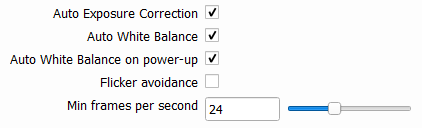 Auto Exposure Correction
Auto White Balance
Auto White Balance on power-up
Flicker avoidance
Min frames per second 24